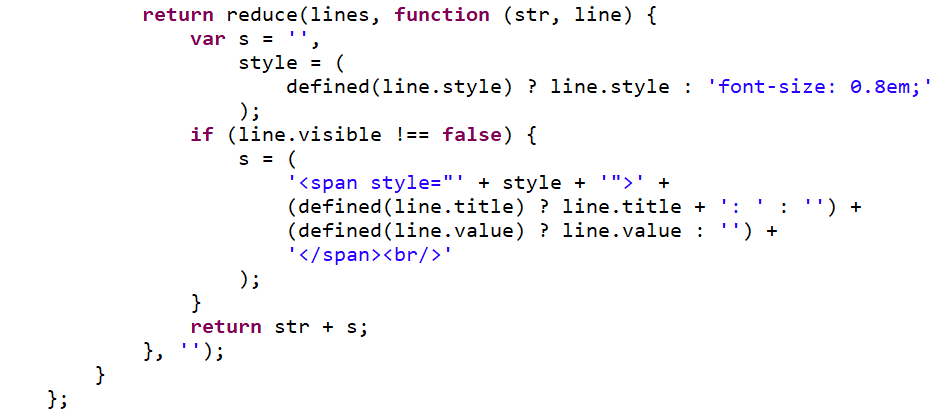 return reduce(lines, function (str, line) {
var s = '',
style = (
defined(line.style) ? line.style : 'font-size: 0.8em;'
);
if (line.visible !== false) {
s = (
'<span style="' + style + '">' +
(defined(line.title) ? line.title + ': ' : '') +
(defined(line.value) ? line.value : '') +
'</span><br/>'
);
}
return str + s;
}, '');
}
};